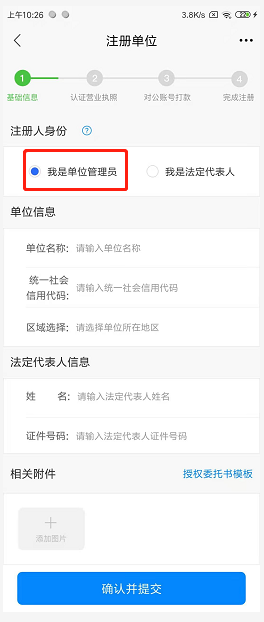 上午10:26
3.8K/s
注册单位
1
2
3
4
基础信息
认证营业执照
对公账号打款
完成注册
注册人身份
我是单位管理员
我是法定代表人
单位信息
单位名称: 请输入单位名称
统一社会
信用代码: 请输入统一社会信用代码
区域选择: 请选择单位所在地区
法定代表人信息
姓 名: 请输入法定代表人姓名
证件号码: 请输入法定代表人证件号码
相关附件 授权委托书模板
添加图片
确认并提交